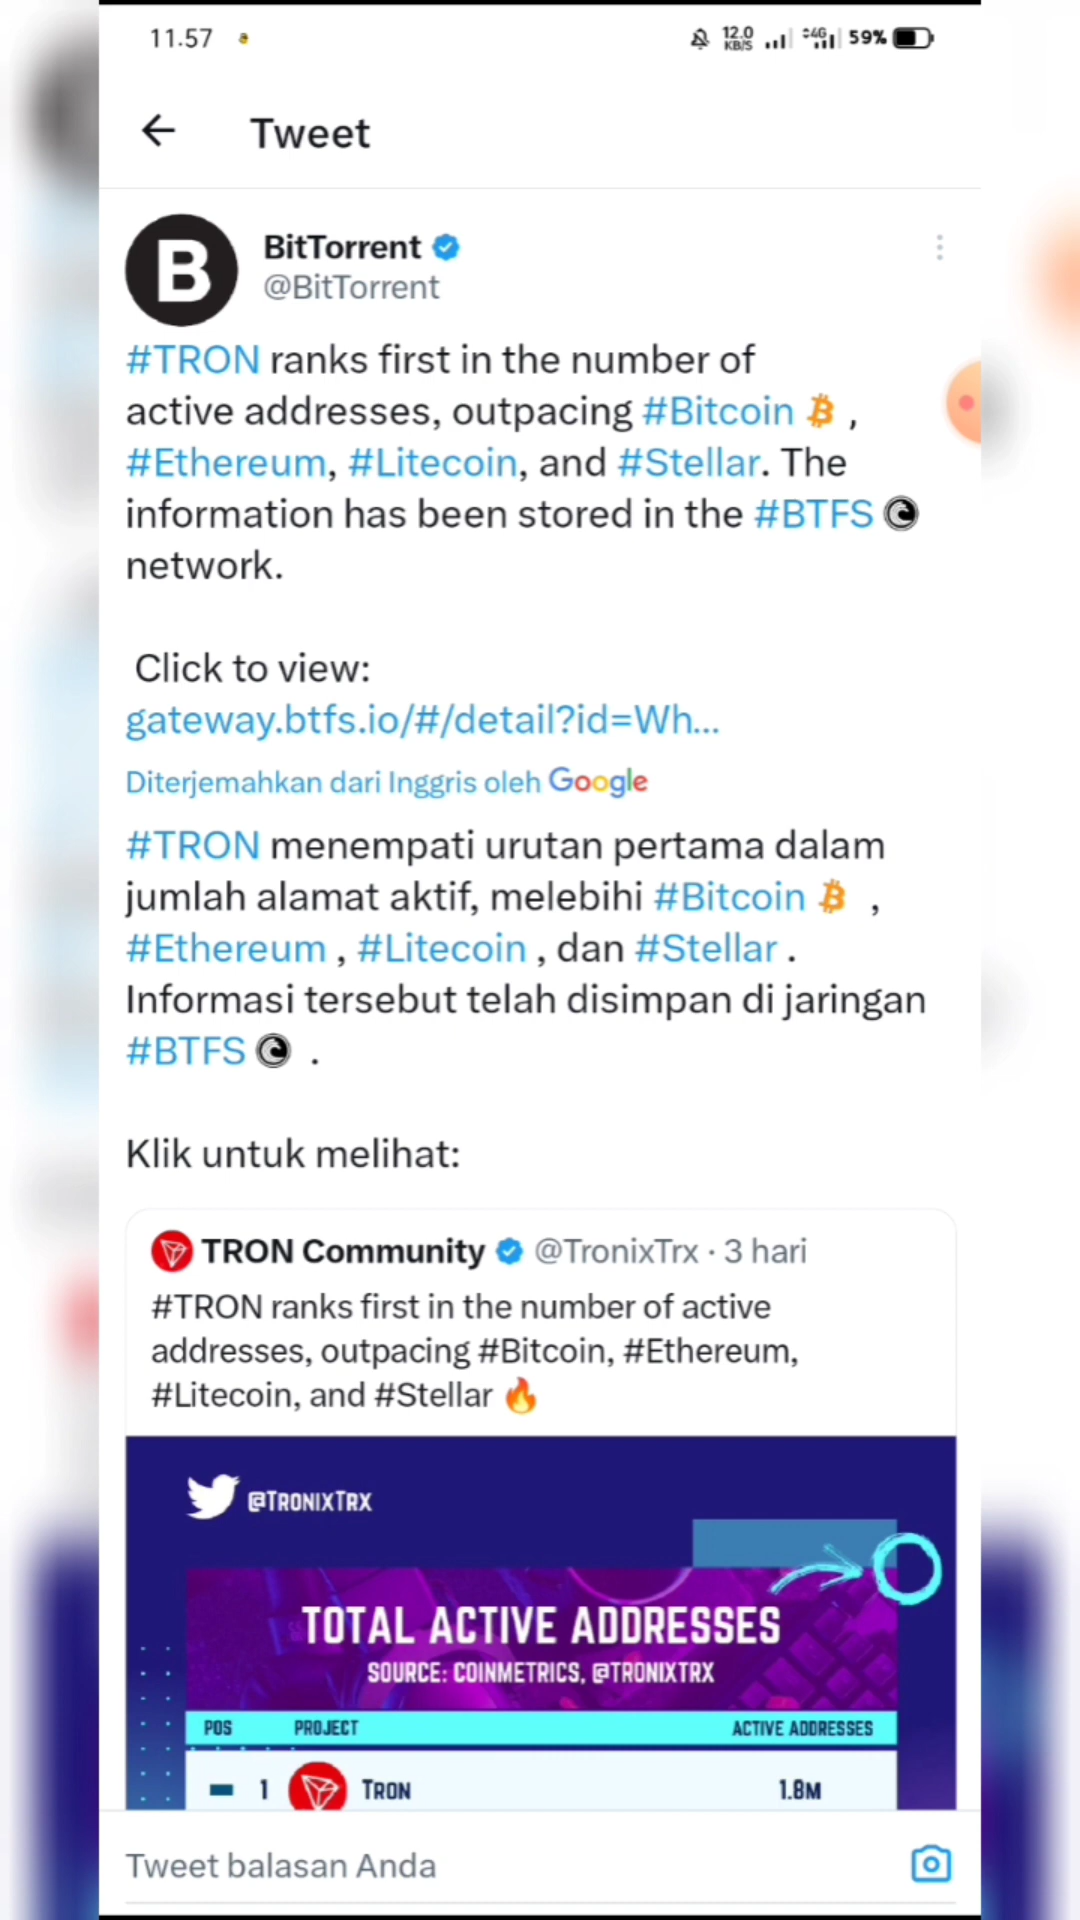 11.57
12.0
KB/S
4G
59%
Tweet
BitTorrent
@BitTorrent
#TRON ranks first in the number of
active addresses, outpacing #Bitcoin ,
#Ethereum, #Litecoin, and #Stellar. The
information has been stored in the #BTFS
network.
Click to view:
gateway.btfs.io/#/detail?id=Wh...
Diterjemahkan dari Inggris oleh Google
#TRON menempati urutan pertama dalam
jumlah alamat aktif, melebihi #Bitcoin ,
#Ethereum , #Litecoin , dan #Stellar .
Informasi tersebut telah disimpan di jaringan
#BTFS .
Klik untuk melihat:
TRON Community @TronixTrx · 3 hari
#TRON ranks first in the number of active
addresses, outpacing #Bitcoin, #Ethereum,
#Litecoin, and #Stellar 🔥
@TRONIXTRX
TOTAL ACTIVE ADDRESSES
SOURCE: COINMETRICS, @TRONIXTRX
POS PROJECT ACTIVE ADDRESSES
1 TRON 1.8M
Tweet balasan Anda